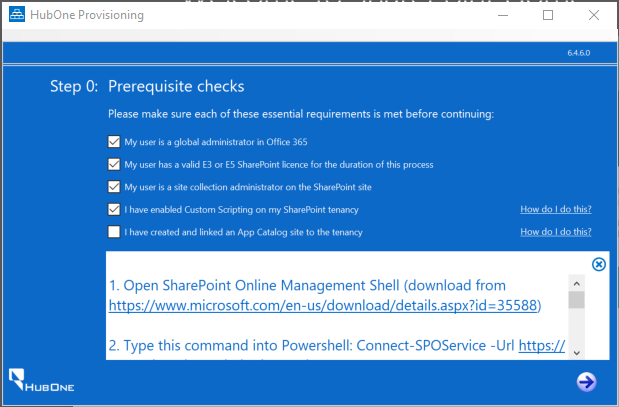 HubOne Provisioning
6.4.6.0
Step 0: Prerequisite checks
Please make sure each of these essential requirements is met before continuing:
My user is a global administrator in Office 365
My user has a valid E3 or E5 SharePoint licence for the duration of this process
My user is a site collection administrator on the SharePoint site
I have enabled Custom Scripting on my SharePoint tenancy How do I do this?
I have created and linked an App Catalog site to the tenancy How do I do this?
1. Open SharePoint Online Management Shell (download from
https://www.microsoft.com/en-us/download/details.aspx?id=35588)
2. Type this command into Powershell: Connect-SPOService -Url https://
HUBONE